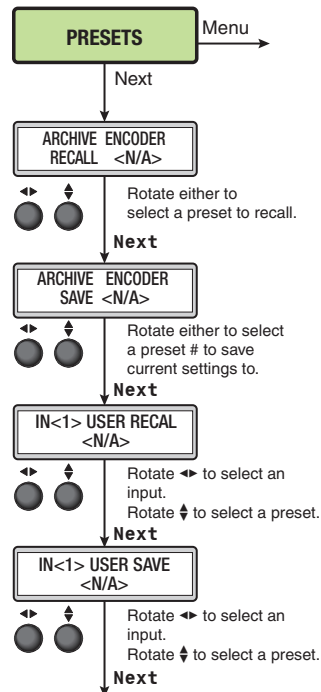 PRESETS
Menu
Next
ARCHIVE ENCODER
RECALL <N/A>
Rotate either to
select a preset to recall.
Next
ARCHIVE ENCODER
SAVE <N/A>
Rotate either to select
a preset # to save
current settings to.
Next
IN<1> USER RECAL
<N/A>
Rotate ◂▸ to select an
input.
Rotate ▴▾ to select a preset.
Next
IN<1> USER SAVE
<N/A>
Rotate ◂▸ to select an
input.
Rotate ▴▾ to select a preset.
Next